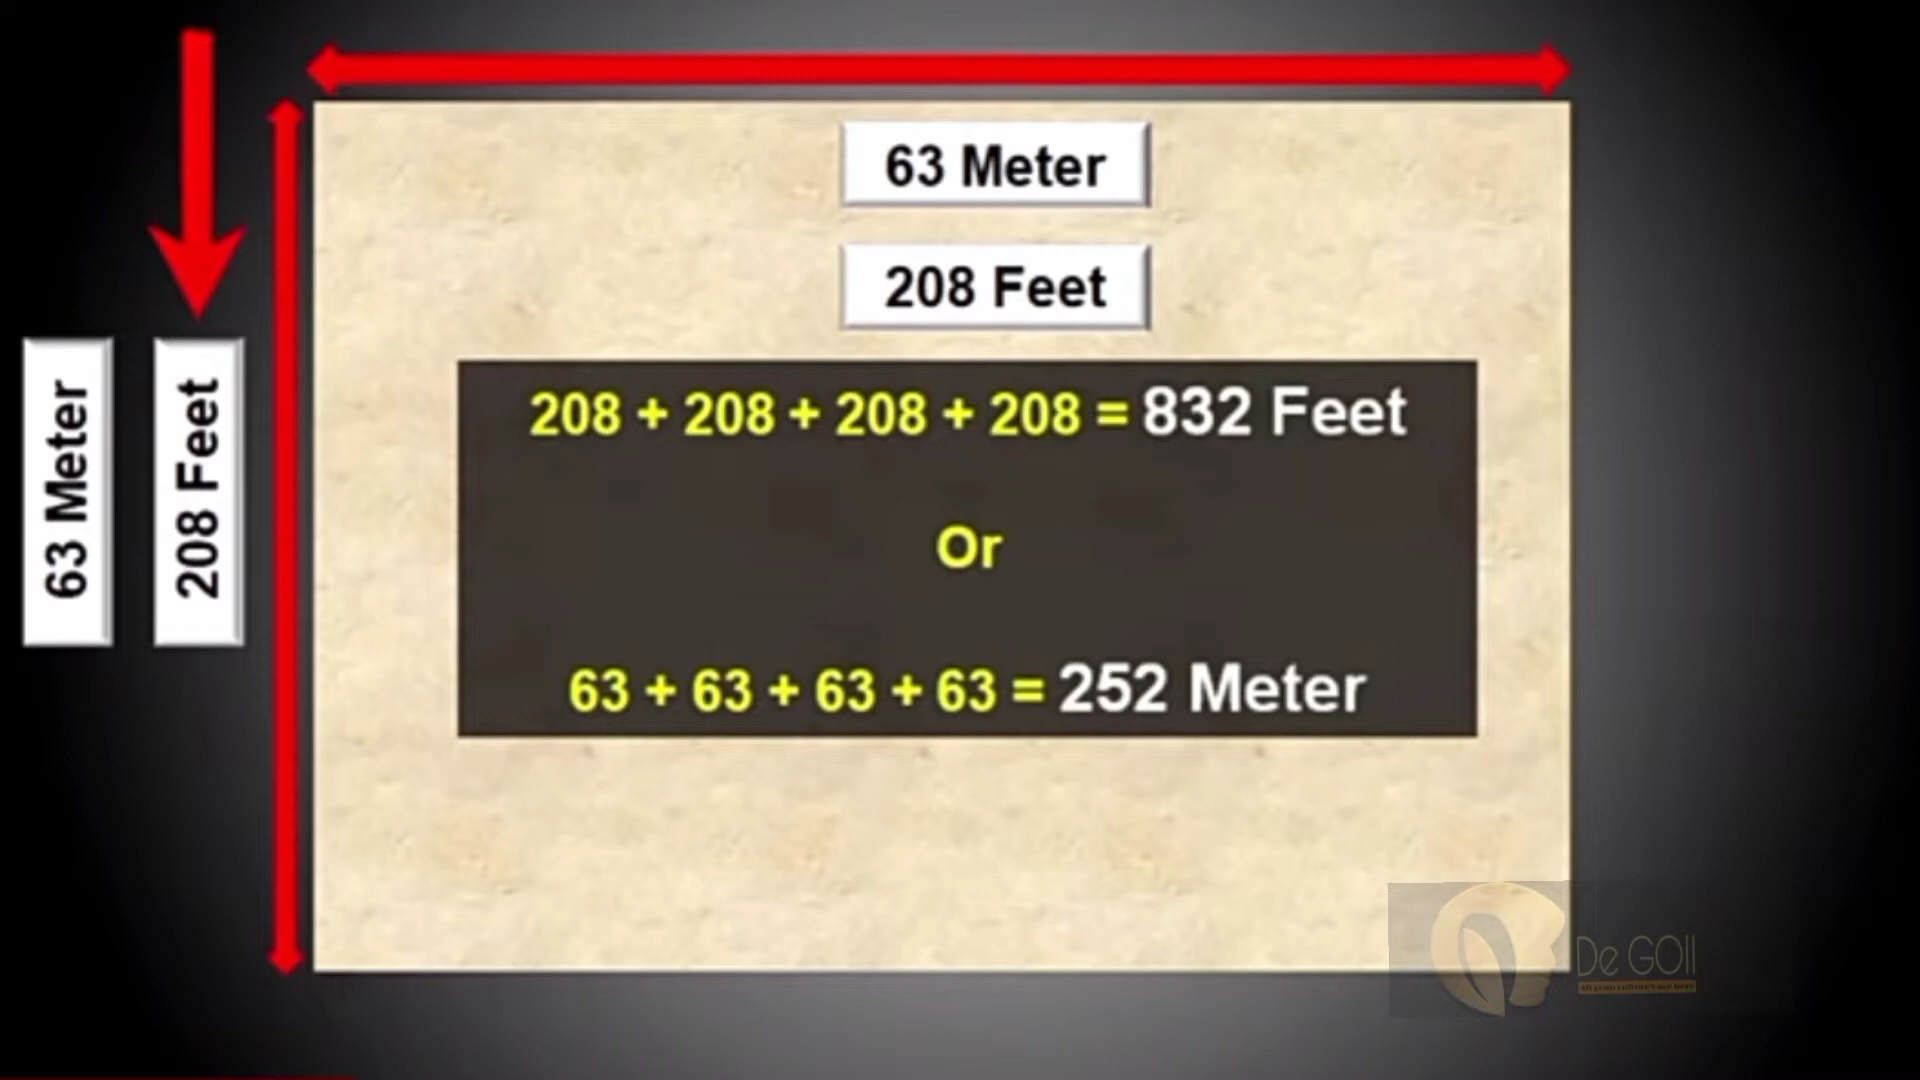 63 Meter
208 Feet
63 Meter
208 Feet
208 + 208 + 208 + 208 = 832 Feet
Or
63 + 63 + 63 + 63 = 252 Meter
De GOII